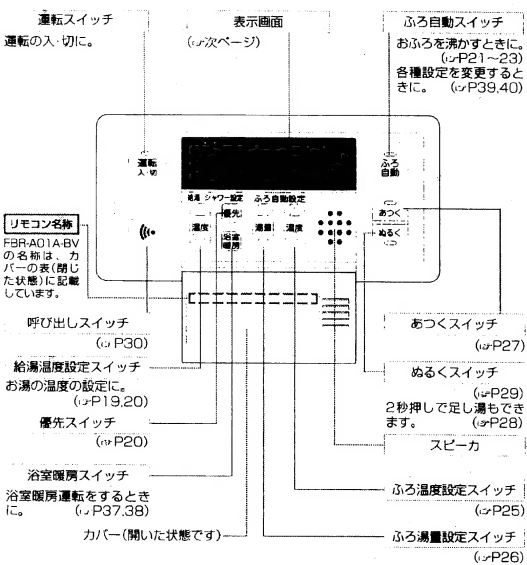 運転スイッチ
運転の入・切に。
表示画面
(☞次ページ)
ふろ自動スイッチ
おふろを沸かすときに。
(☞P21～23)
各種設定を変更すると
きに。 (☞P39,40)
運転
入・切
ふろ
自動
給湯 シャワー設定 ふろ自動設定
優先
温度
浴室
暖房
湯量
温度
あつく
ぬるく
リモコン名称
FBR-A01A-BV
の名称は、カ
バーの表(閉じ
た状態)に記載
しています。
呼び出しスイッチ
(☞P30)
給湯温度設定スイッチ
お湯の温度の設定に。
(☞P19,20)
優先スイッチ
(☞P20)
浴室暖房スイッチ
浴室暖房運転をするとき
に。 (☞P37,38)
カバー(開いた状態です)
あつくスイッチ
(☞P27)
ぬるくスイッチ
(☞P29)
2秒押しで足し湯もでき
ます。 (☞P28)
スピーカ
ふろ温度設定スイッチ
(☞P25)
ふろ湯量設定スイッチ
(☞P26)